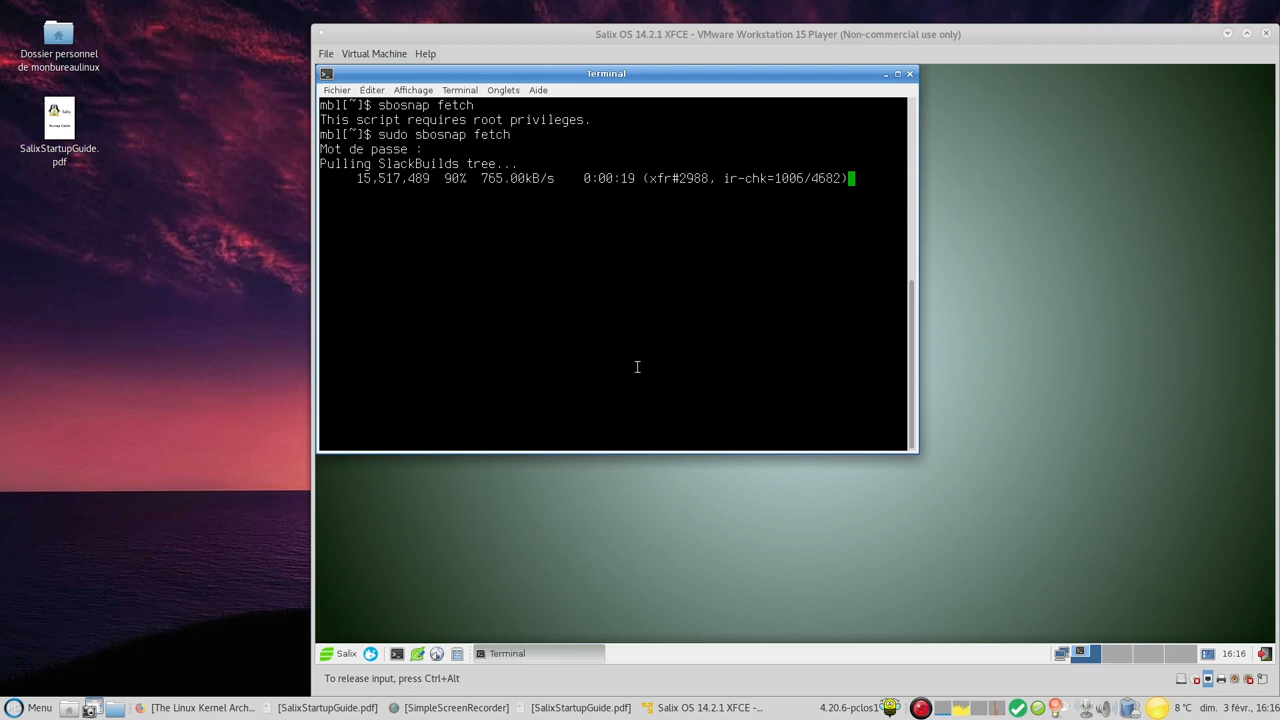 Dossier personnel
de monbureaulinux
SalixStartupGuide.
pdf
Salix OS 14.2.1 XFCE - VMware Workstation 15 Player (Non-commercial use only)
File Virtual Machine Help
Terminal
Fichier Éditer Affichage Terminal Onglets Aide
mbl[~]$ sbosnap fetch
This script requires root privileges.
mbl[~]$ sudo sbosnap fetch
Mot de passe :
Pulling SlackBuilds tree...
15,517,489 90% 765.00kB/s 0:00:19 (xfr#2988, ir-chk=1006/4682)
Salix Terminal 16:16
To release input, press Ctrl+Alt
Menu [The Linux Kernel Arch... [SalixStartupGuide.pdf] [SimpleScreenRecorder] [SalixStartupGuide.pdf] Salix OS 14.2.1 XFCE -... 4.20.6-pclos1 8 °C dim. 3 févr., 16:16